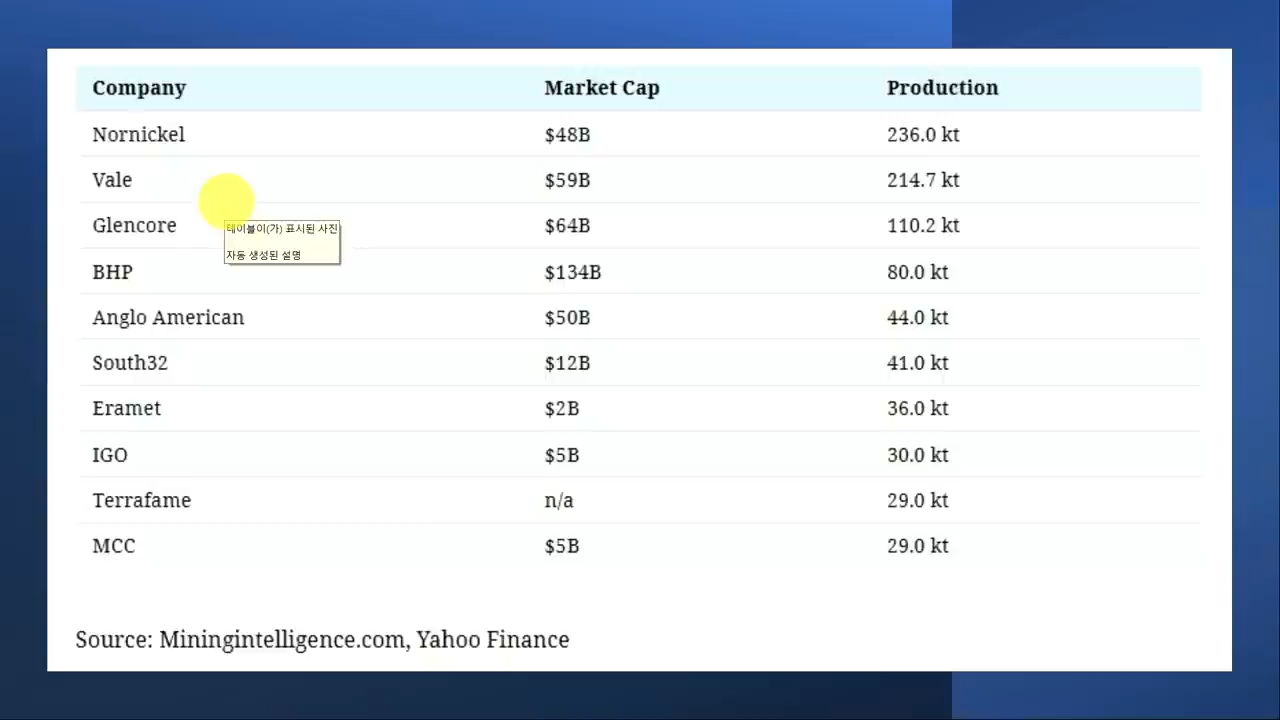 Company Market Cap Production
Nornickel $48B 236.0 kt
Vale $59B 214.7 kt
Glencore $64B 110.2 kt
테이블이(가) 표시된 사진
자동 생성된 설명
BHP $134B 80.0 kt
Anglo American $50B 44.0 kt
South32 $12B 41.0 kt
Eramet $2B 36.0 kt
IGO $5B 30.0 kt
Terrafame n/a 29.0 kt
MCC $5B 29.0 kt
Source: Miningintelligence.com, Yahoo Finance